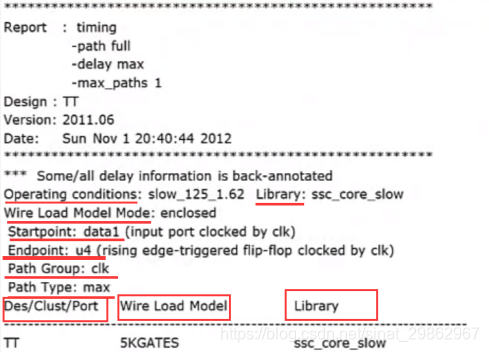 ****************************************************
Report : timing
-path full
-delay max
-max_paths 1
Design : TT
Version: 2011.06
Date: Sun Nov 1 20:40:44 2012
****************************************************
*** Some/all delay information is back-annotated
Operating conditions: slow_125_1.62 Library: ssc_core_slow
Wire Load Model Mode: enclosed
Startpoint: data1 (input port clocked by clk)
Endpoint: u4 (rising edge-triggered flip-flop clocked by clk)
Path Group: clk
Path Type: max
Des/Clust/Port Wire Load Model Library
----------------------------------------------------
https://blog.csdn.net/sinat_29862967
TT 5KGATES ssc_core_slow